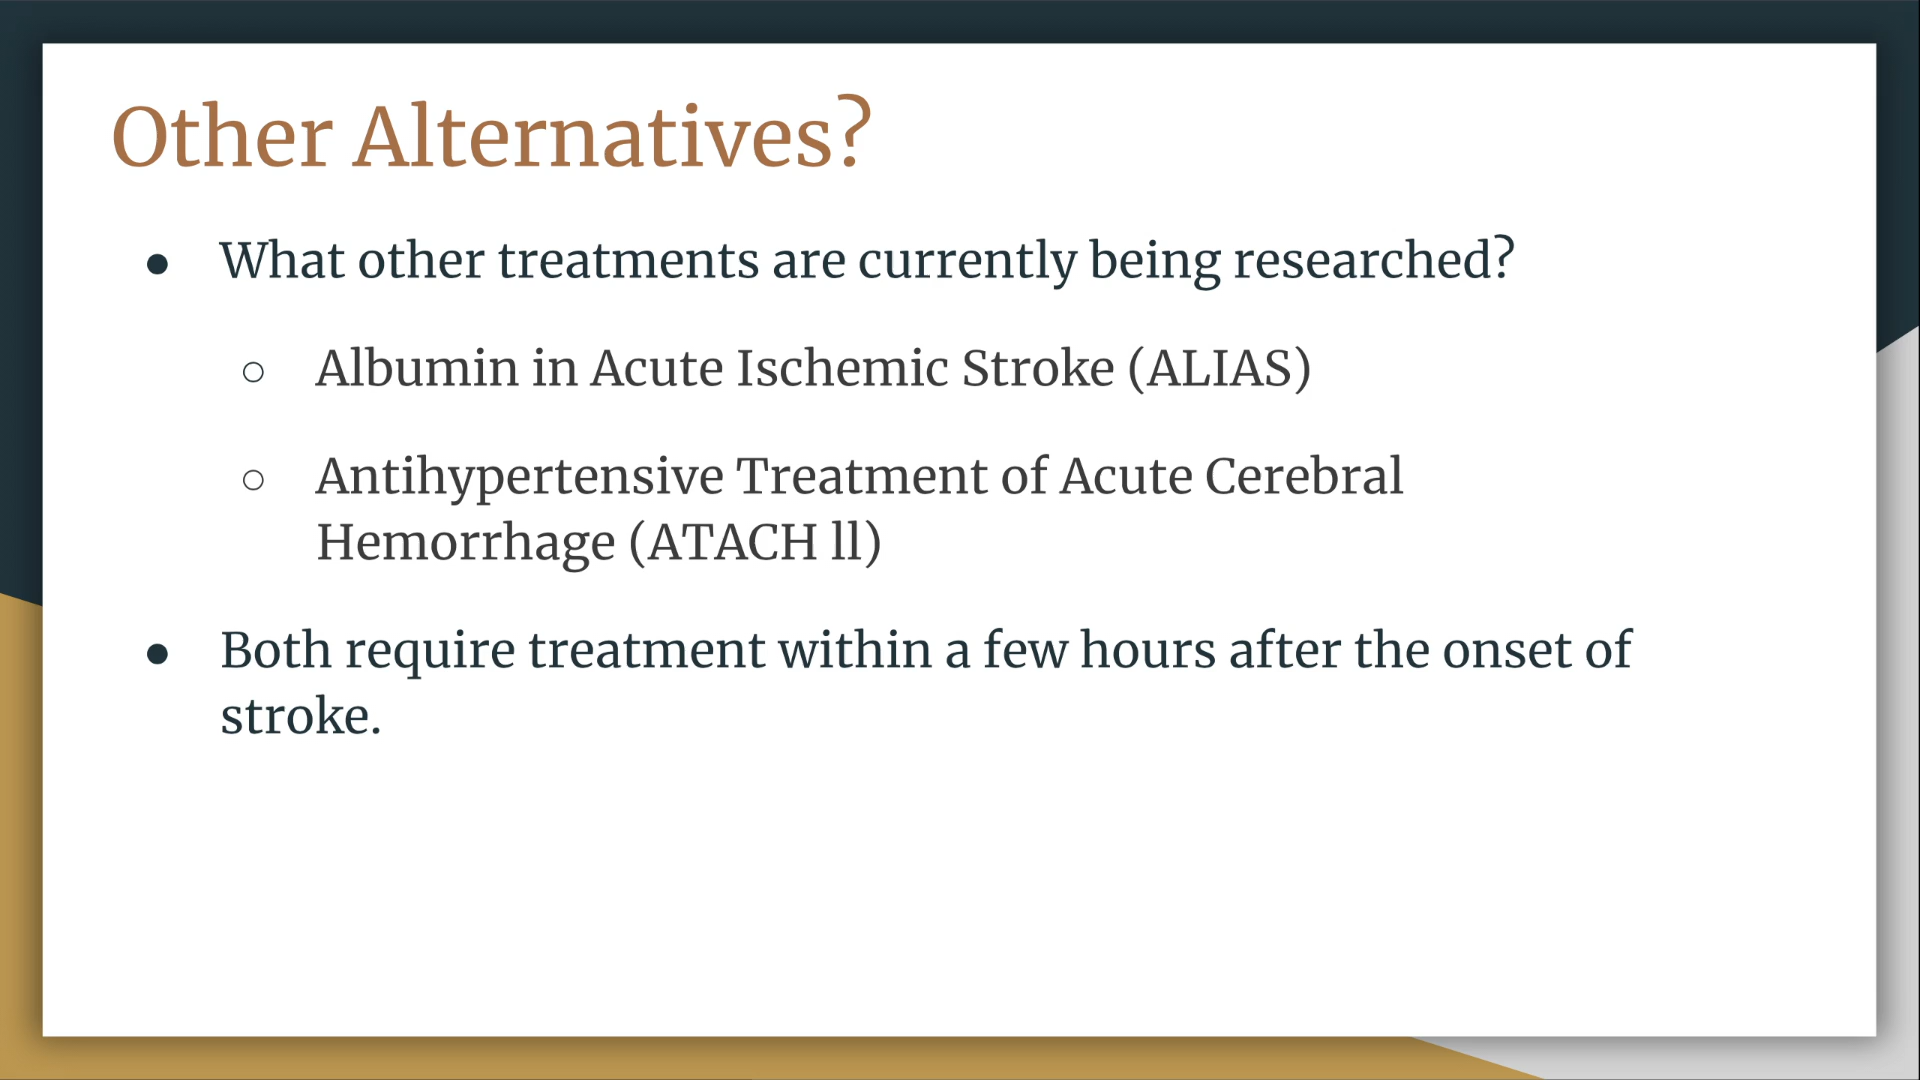 Other Alternatives?
● What other treatments are currently being researched?
○ Albumin in Acute Ischemic Stroke (ALIAS)
○ Antihypertensive Treatment of Acute Cerebral
Hemorrhage (ATACH ll)
● Both require treatment within a few hours after the onset of
stroke.